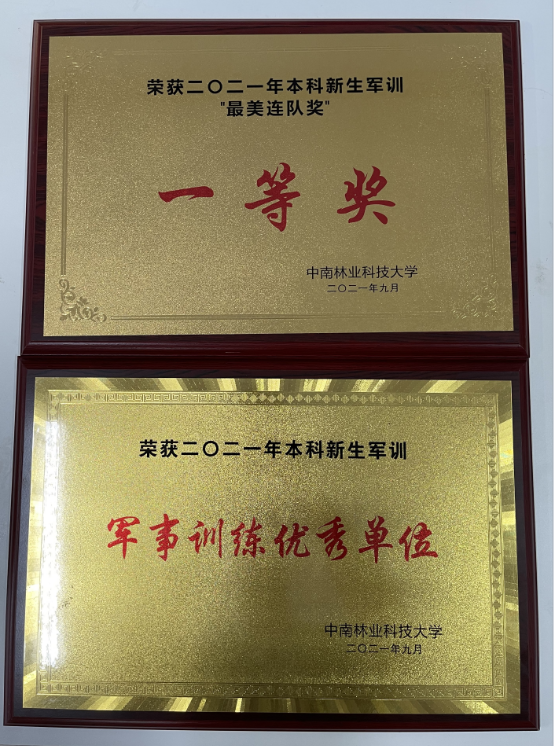 荣获二〇二一年本科新生军训
"最美连队奖"
一等奖
中南林业科技大学
二〇二一年九月
荣获二〇二一年本科新生军训
军事训练优秀单位
中南林业科技大学
二〇二一年九月